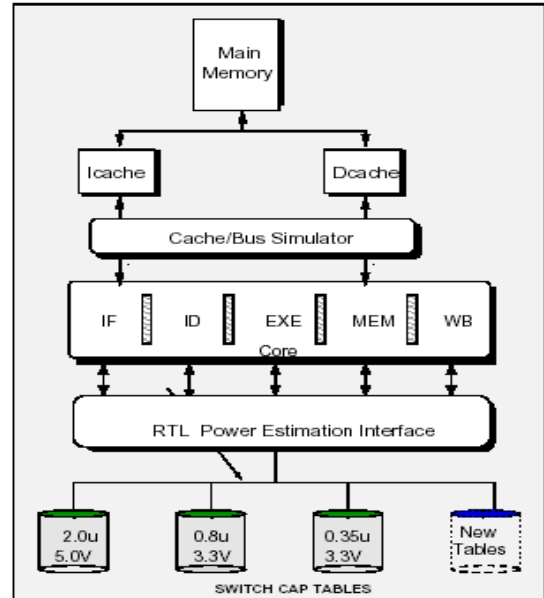 Main
Memory
Icache
Dcache
Cache/Bus Simulator
IF ID EXE MEM WB
Core
RTL Power Estimation Interface
2.0u
5.0V
0.8u
3.3V
0.35u
3.3V
New
Tables
SWITCH CAP TABLES